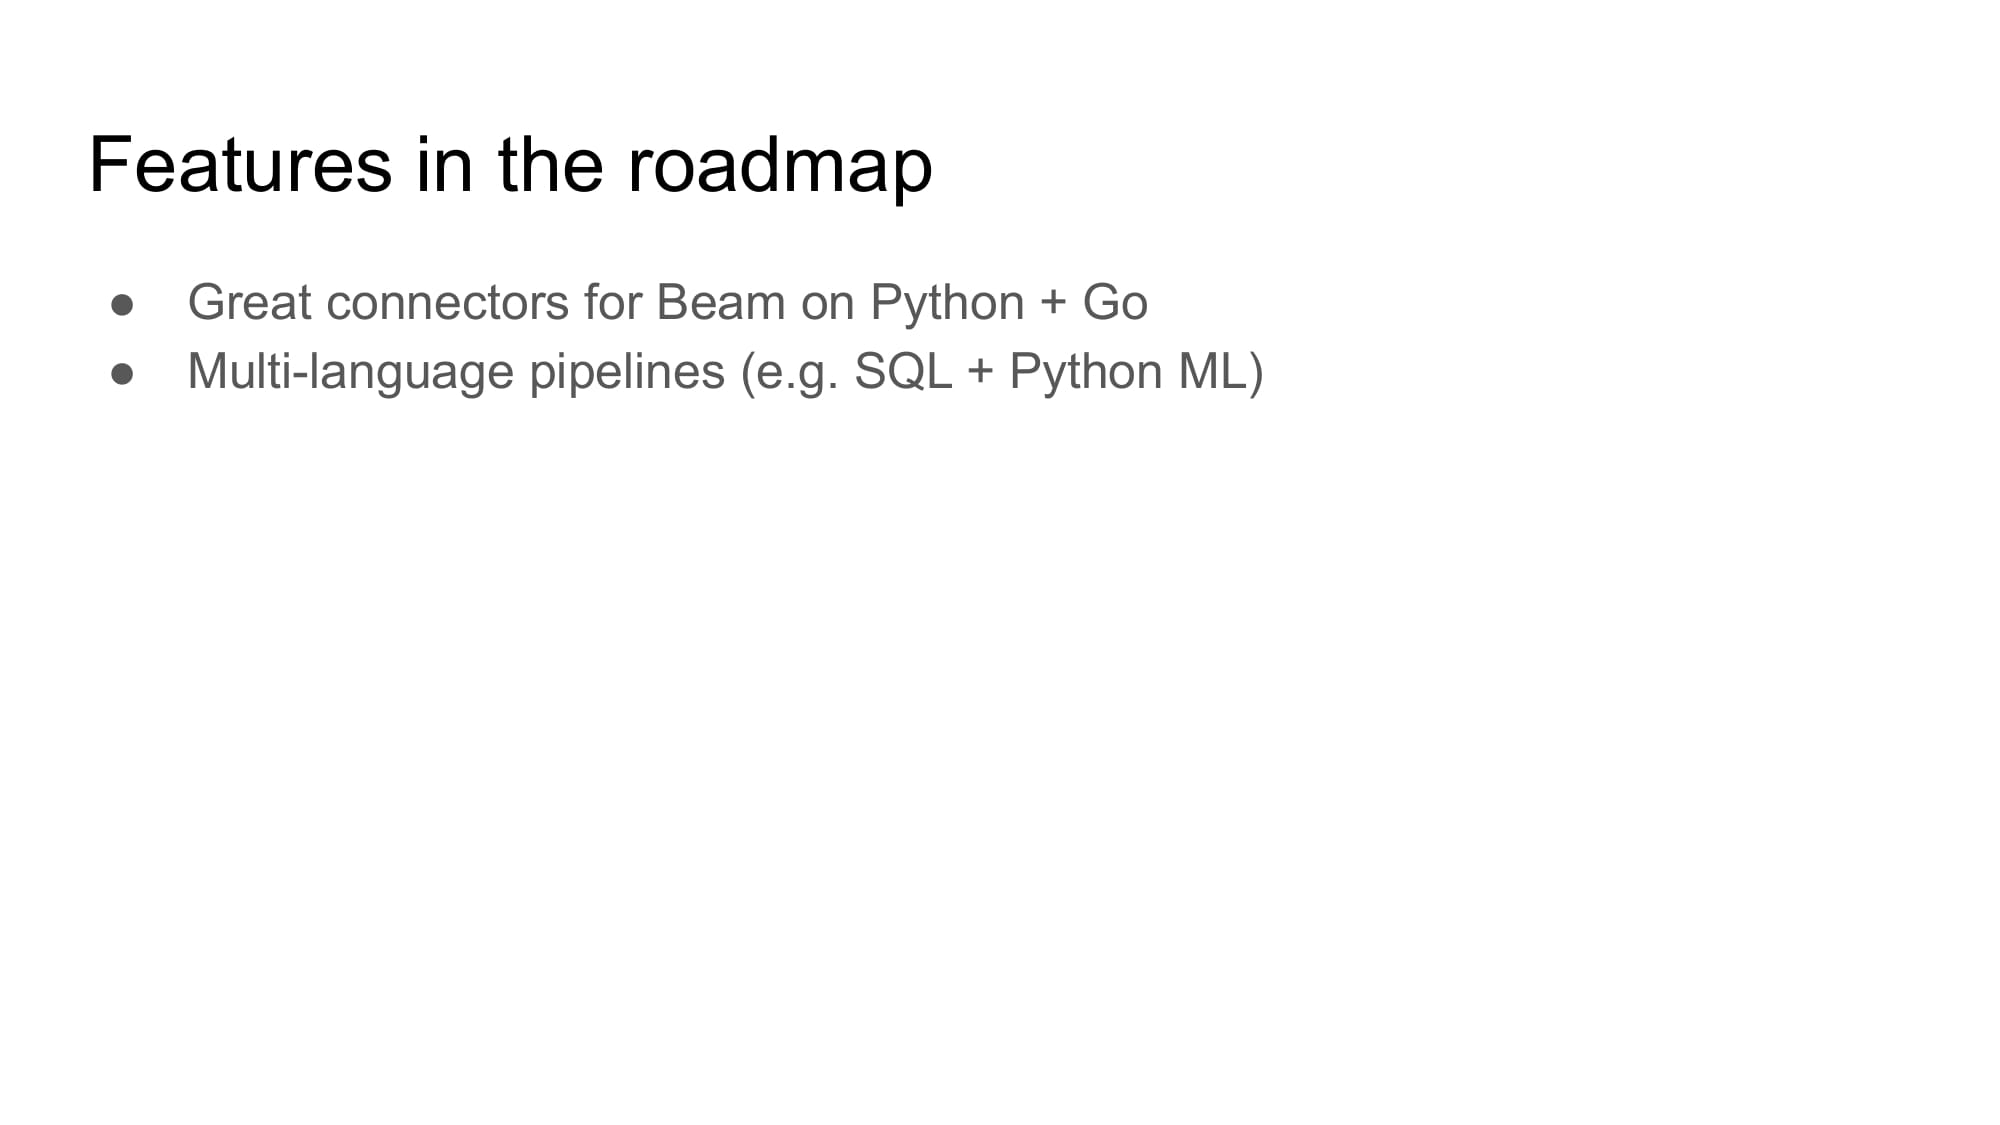 Features in the roadmap
● Great connectors for Beam on Python + Go
● Multi-language pipelines (e.g. SQL + Python ML)